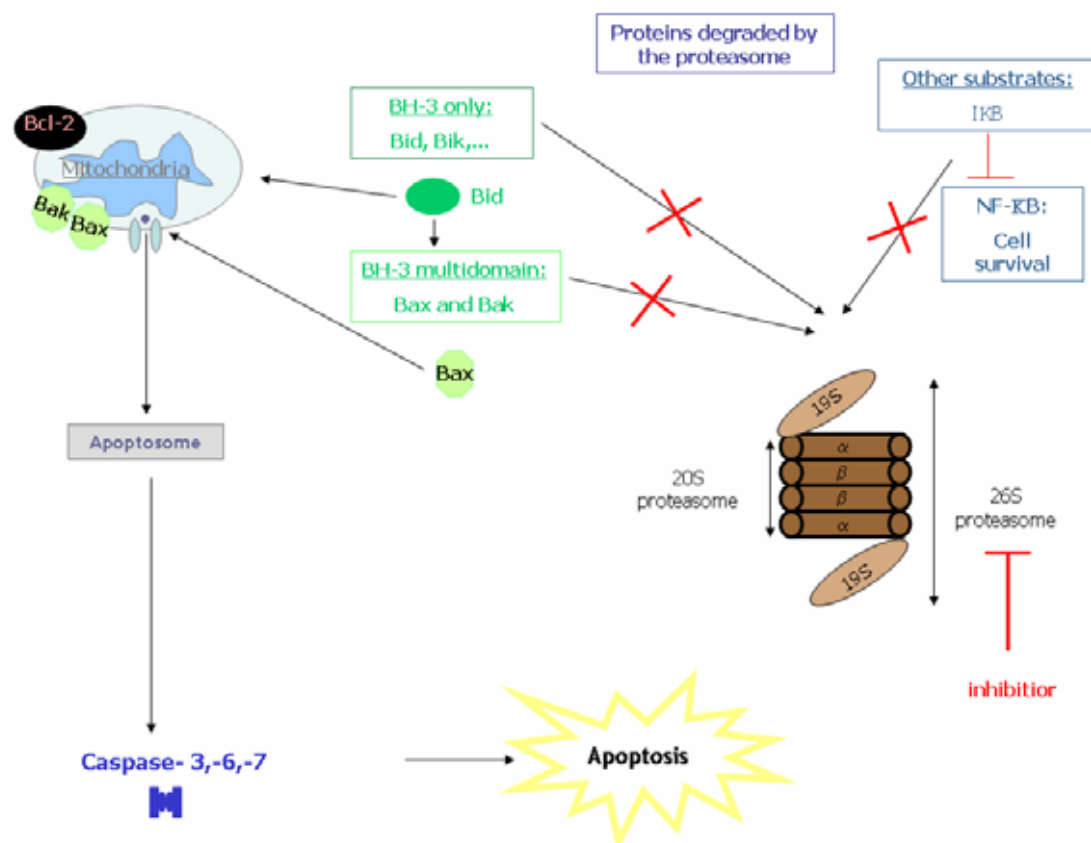 Proteins degraded by
the proteasome
Other substrates:
IKB
NF-KB:
Cell
survival
BH-3 only:
Bid, Bik,...
Bid
BH-3 multidomain:
Bax and Bak
Bax
Bcl-2
Mitochondria
Bak
Bax
Apoptosome
Caspase- 3,-6,-7
Apoptosis
20S
proteasome
19S
α
β
β
α
19S
26S
proteasome
inhibitior